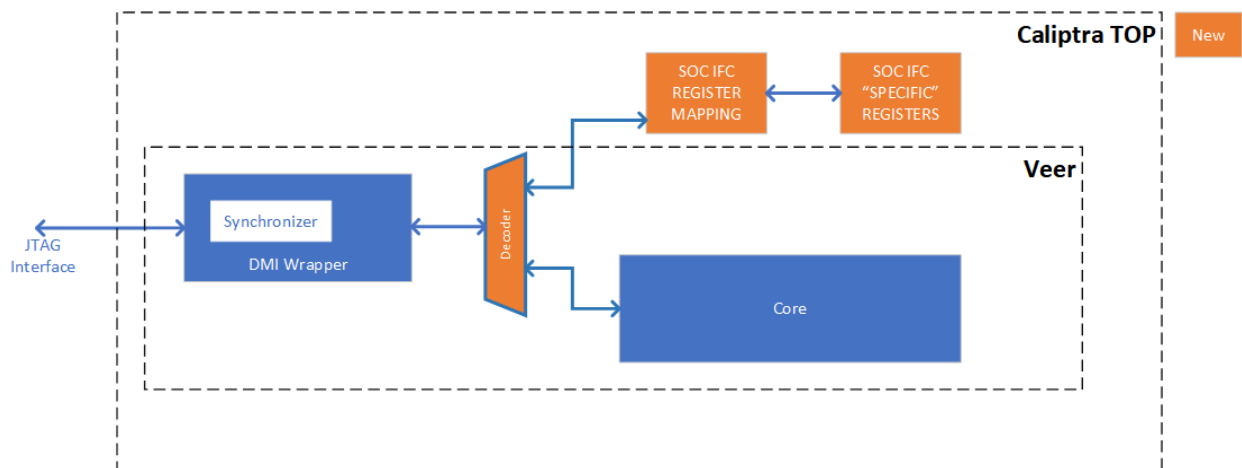 Caliptra TOP
New
SOC IFC
REGISTER
MAPPING
SOC IFC
“SPECIFIC”
REGISTERS
Veer
Synchronizer
DMI Wrapper
Decoder
JTAG
Interface
Core